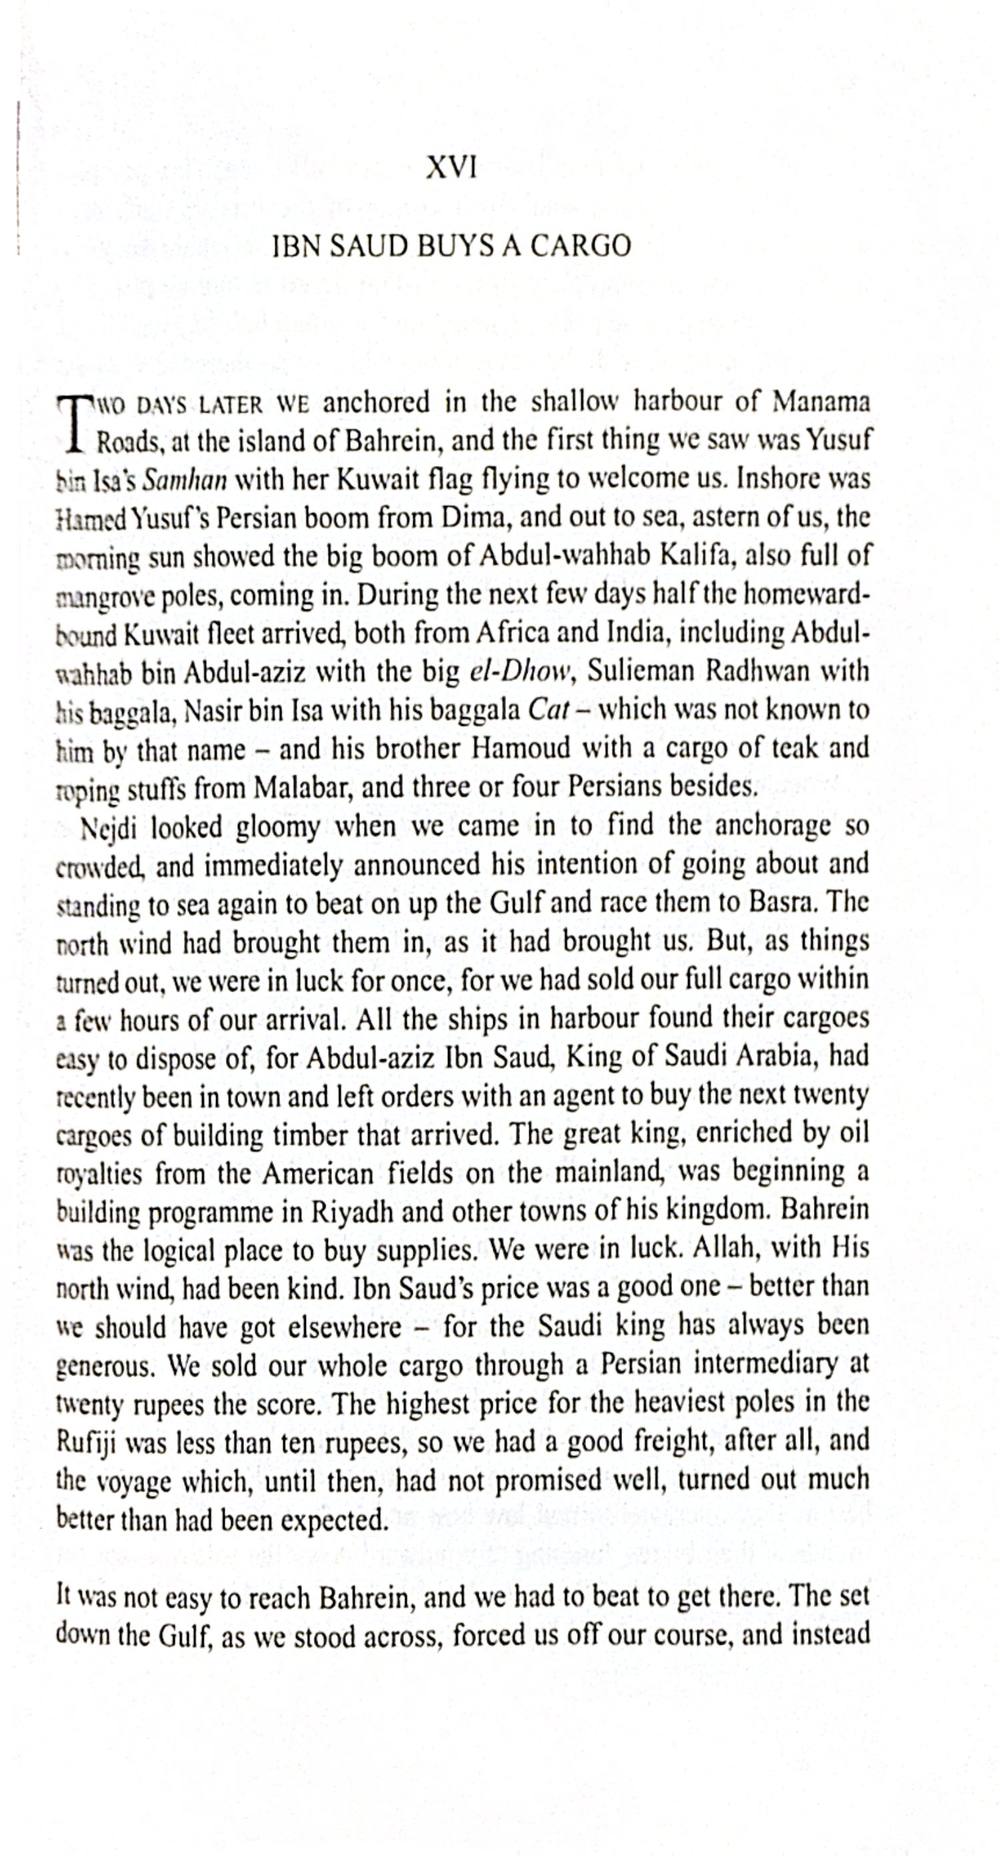 XVI
IBN SAUD BUYS A CARGO
TWO DAYS LATER WE anchored in the shallow harbour of Manama
Roads, at the island of Bahrein, and the first thing we saw was Yusuf
bin Isa's Samhan with her Kuwait flag flying to welcome us. Inshore was
Hamed Yusuf's Persian boom from Dima, and out to sea, astern of us, the
morning sun showed the big boom of Abdul-wahhab Kalifa, also full of
mangrove poles, coming in. During the next few days half the homeward-
bound Kuwait fleet arrived, both from Africa and India, including Abdul-
wahhab bin Abdul-aziz with the big el-Dhow, Sulieman Radhwan with
his baggala, Nasir bin Isa with his baggala Cat – which was not known to
him by that name – and his brother Hamoud with a cargo of teak and
roping stuffs from Malabar, and three or four Persians besides.
Nejdi looked gloomy when we came in to find the anchorage so
crowded, and immediately announced his intention of going about and
standing to sea again to beat on up the Gulf and race them to Basra. The
north wind had brought them in, as it had brought us. But, as things
turned out, we were in luck for once, for we had sold our full cargo within
a few hours of our arrival. All the ships in harbour found their cargoes
easy to dispose of, for Abdul-aziz Ibn Saud, King of Saudi Arabia, had
recently been in town and left orders with an agent to buy the next twenty
cargoes of building timber that arrived. The great king, enriched by oil
royalties from the American fields on the mainland, was beginning a
building programme in Riyadh and other towns of his kingdom. Bahrein
was the logical place to buy supplies. We were in luck. Allah, with His
north wind, had been kind. Ibn Saud's price was a good one – better than
we should have got elsewhere – for the Saudi king has always been
generous. We sold our whole cargo through a Persian intermediary at
twenty rupees the score. The highest price for the heaviest poles in the
Rufiji was less than ten rupees, so we had a good freight, after all, and
the voyage which, until then, had not promised well, turned out much
better than had been expected.
It was not easy to reach Bahrein, and we had to beat to get there. The set
down the Gulf, as we stood across, forced us off our course, and instead